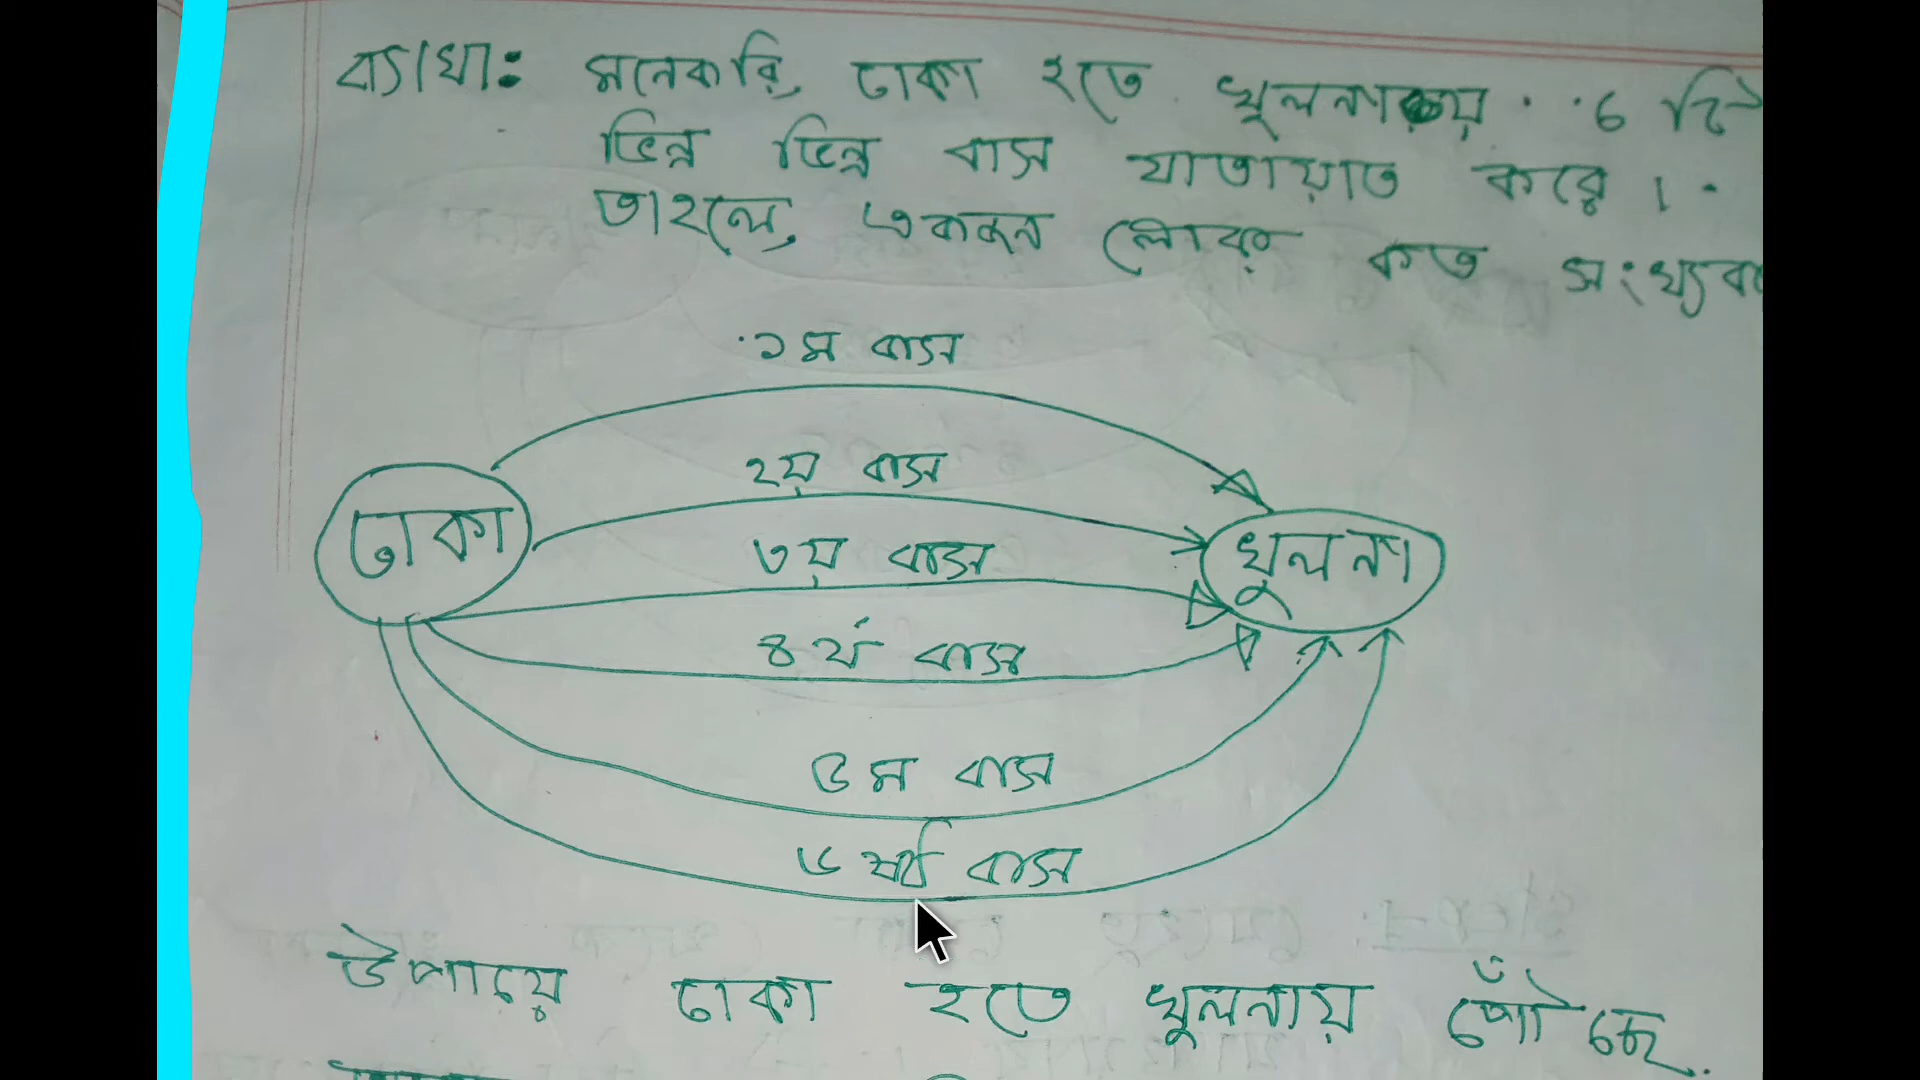 ব্যাখ্যা: মনেকরি, ঢাকা হতে খুলনায় ৬ টি
ভিন্ন ভিন্ন বাস যাতায়াত করে।
তাহলে, একজন লোক কত সংখ্যক
১ম বাস
২য় বাস
ঢাকা
৩য় বাস
খুলনা
৪র্থ বাস
৫ম বাস
৬ষ্ঠ বাস
উপায়ে ঢাকা হতে খুলনায় পৌঁছে